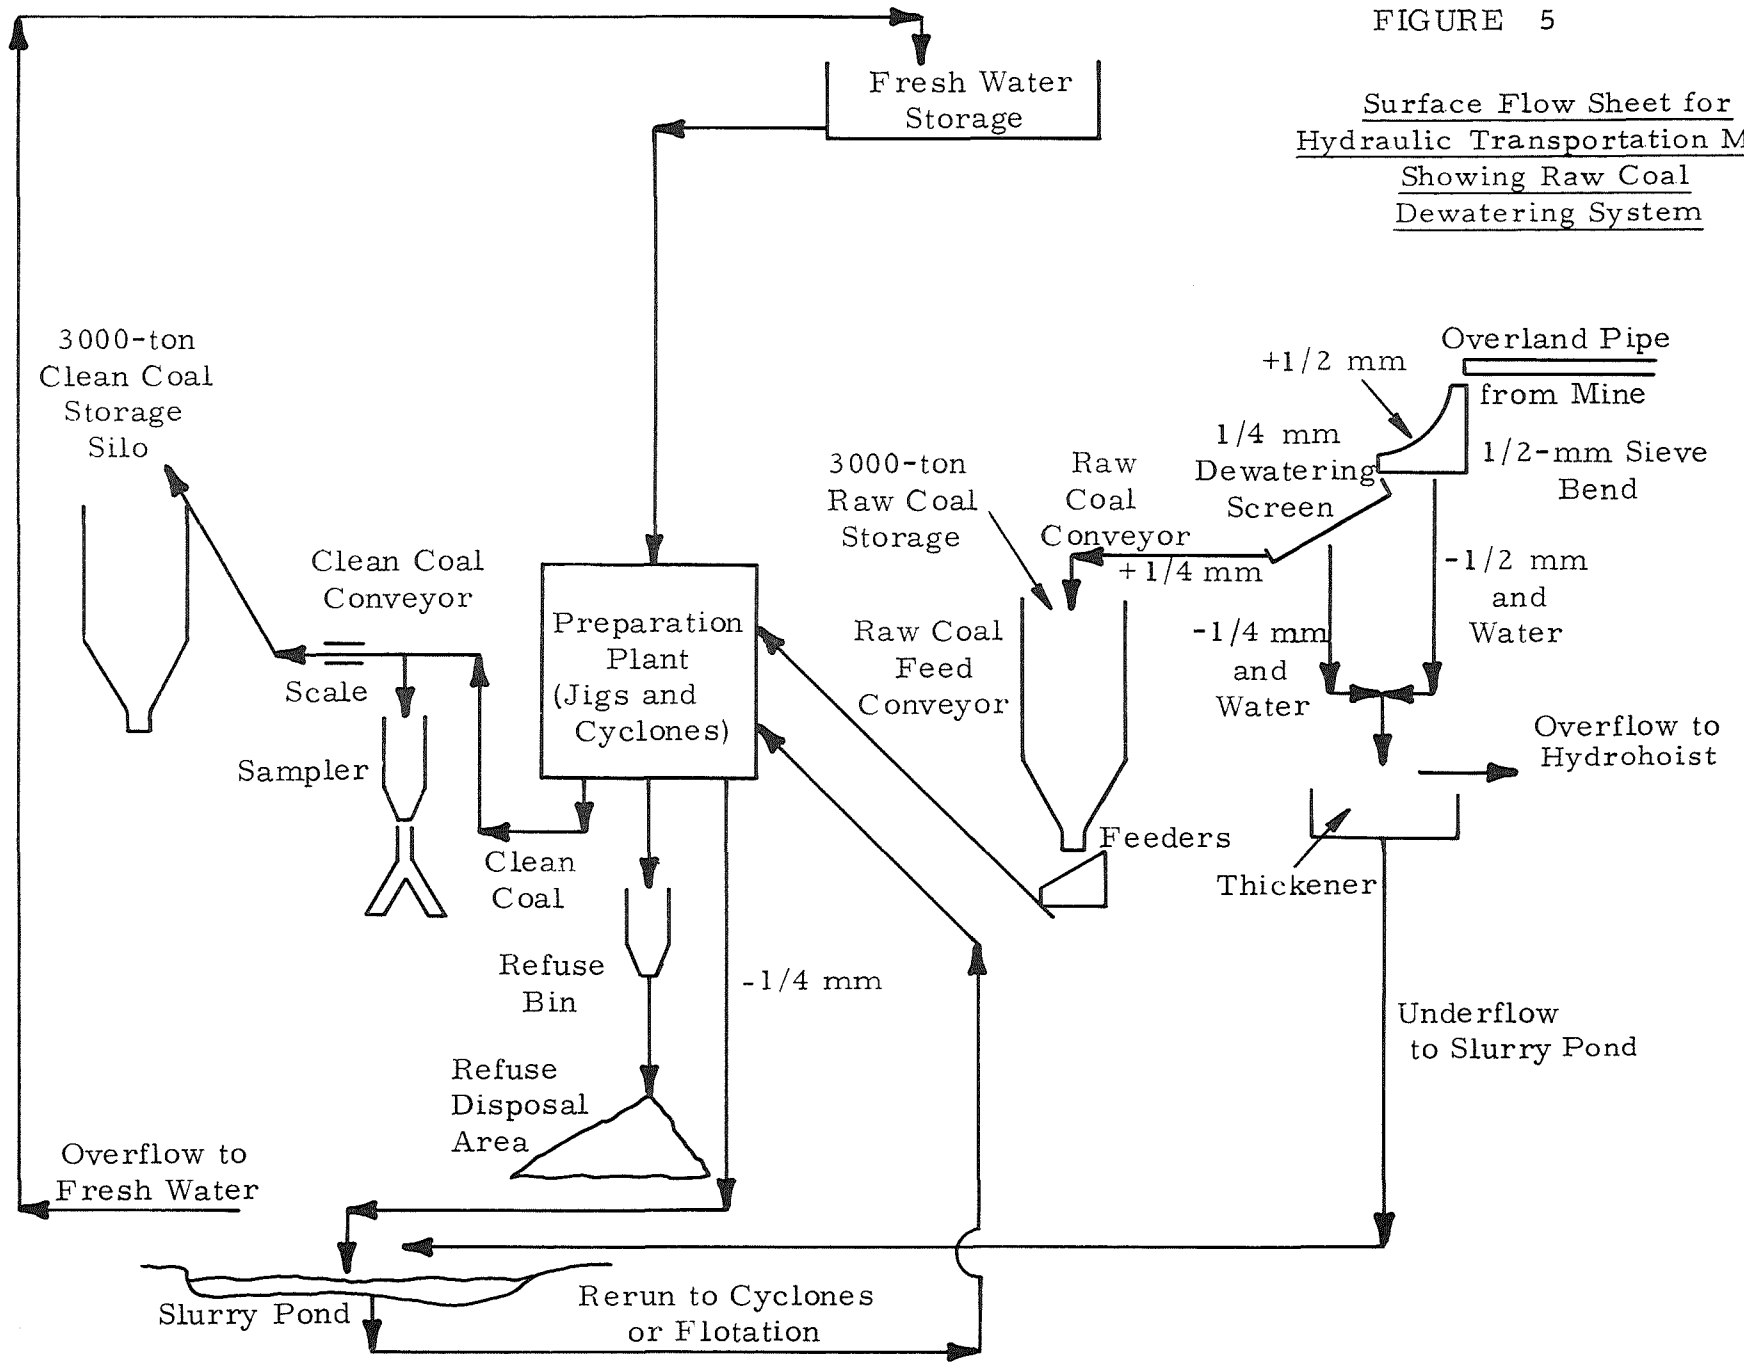 FIGURE 5
Surface Flow Sheet for
Hydraulic Transportation M
Showing Raw Coal
Dewatering System
Fresh Water
Storage
3000-ton
Clean Coal
Storage
Silo
Clean Coal
Conveyor
Scale
Sampler
Clean
Coal
Preparation
Plant
(Jigs and
Cyclones)
Refuse
Bin
-1/4 mm
Refuse
Disposal
Area
Overflow to
Fresh Water
Slurry Pond
Rerun to Cyclones
or Flotation
3000-ton
Raw Coal
Storage
Raw
Coal
Conveyor
+1/4 mm
Raw Coal
Feed
Conveyor
Feeders
Overland Pipe
from Mine
+1/2 mm
1/2-mm Sieve
Bend
1/4 mm
Dewatering
Screen
-1/2 mm
and
Water
-1/4 mm
and
Water
Overflow to
Hydrohoist
Thickener
Underflow
to Slurry Pond